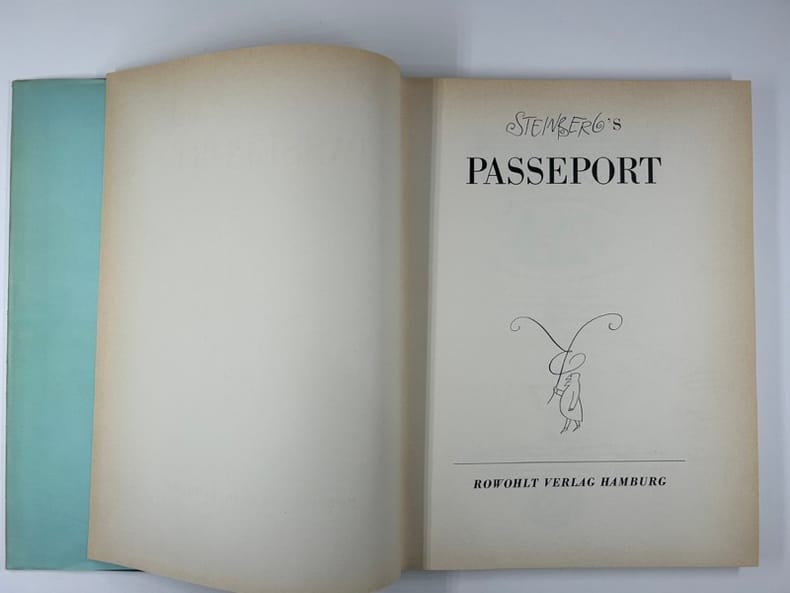 STEINBERG'S
PASSEPORT
ROWOHLT VERLAG HAMBURG